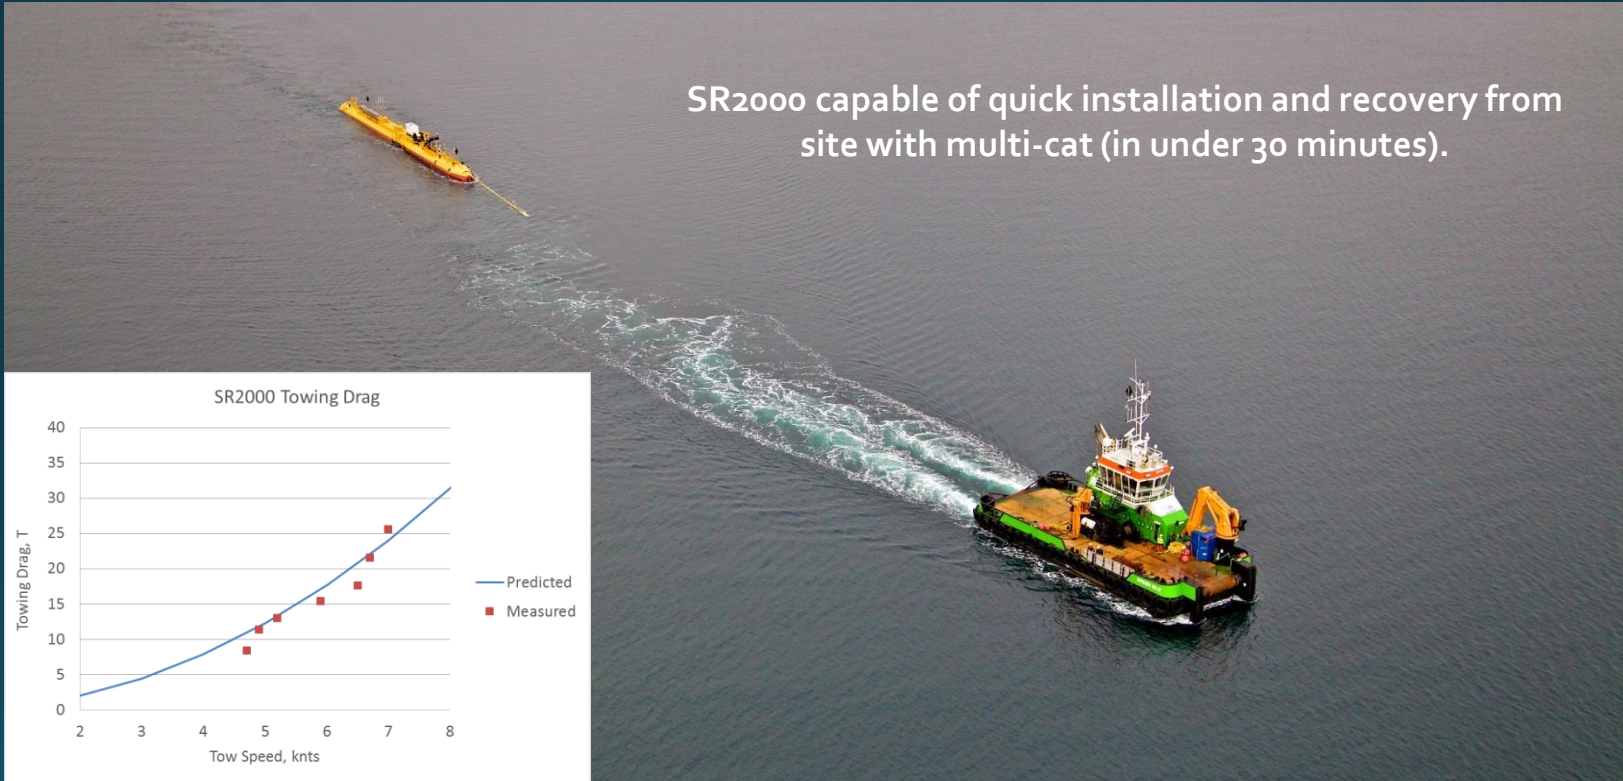 SR2000 capable of quick installation and recovery from
site with multi-cat (in under 30 minutes).
SR2000 Towing Drag
40
35
30
25
20
15
10
5
0
Towing Drag, T
2 3 4 5 6 7 8
Tow Speed, knts
Predicted
Measured